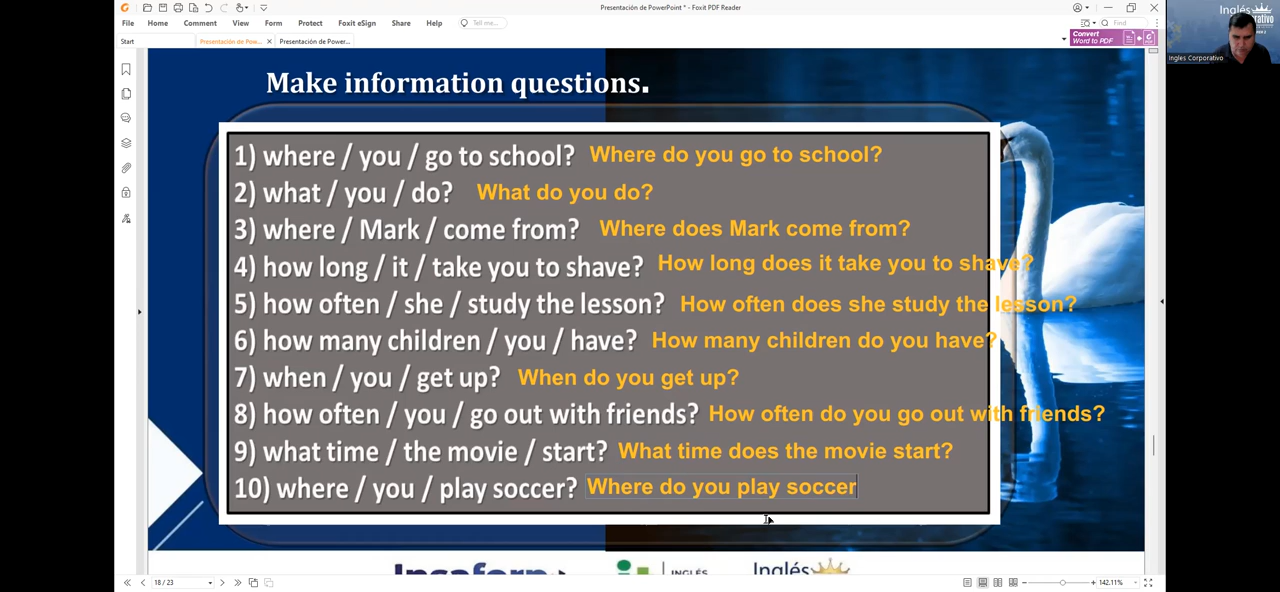 Presentación de PowerPoint * - Foxit PDF Reader
File Home Comment View Form Protect Foxit eSign Share Help Tell me... Find
Start Presentación de Pow... Presentación de Power...
Convert
Word to PDF
Inglés
Ingles Corporativo
Make information questions.
1) where / you / go to school? Where do you go to school?
2) what / you / do? What do you do?
3) where / Mark / come from? Where does Mark come from?
4) how long / it / take you to shave? How long does it take you to shave?
5) how often / she / study the lesson? How often does she study the lesson?
6) how many children / you / have? How many children do you have?
7) when / you / get up? When do you get up?
8) how often / you / go out with friends? How often do you go out with friends?
9) what time / the movie / start? What time does the movie start?
10) where / you / play soccer? Where do you play soccer
INGLÉS Inglés
18 / 23 142.11%